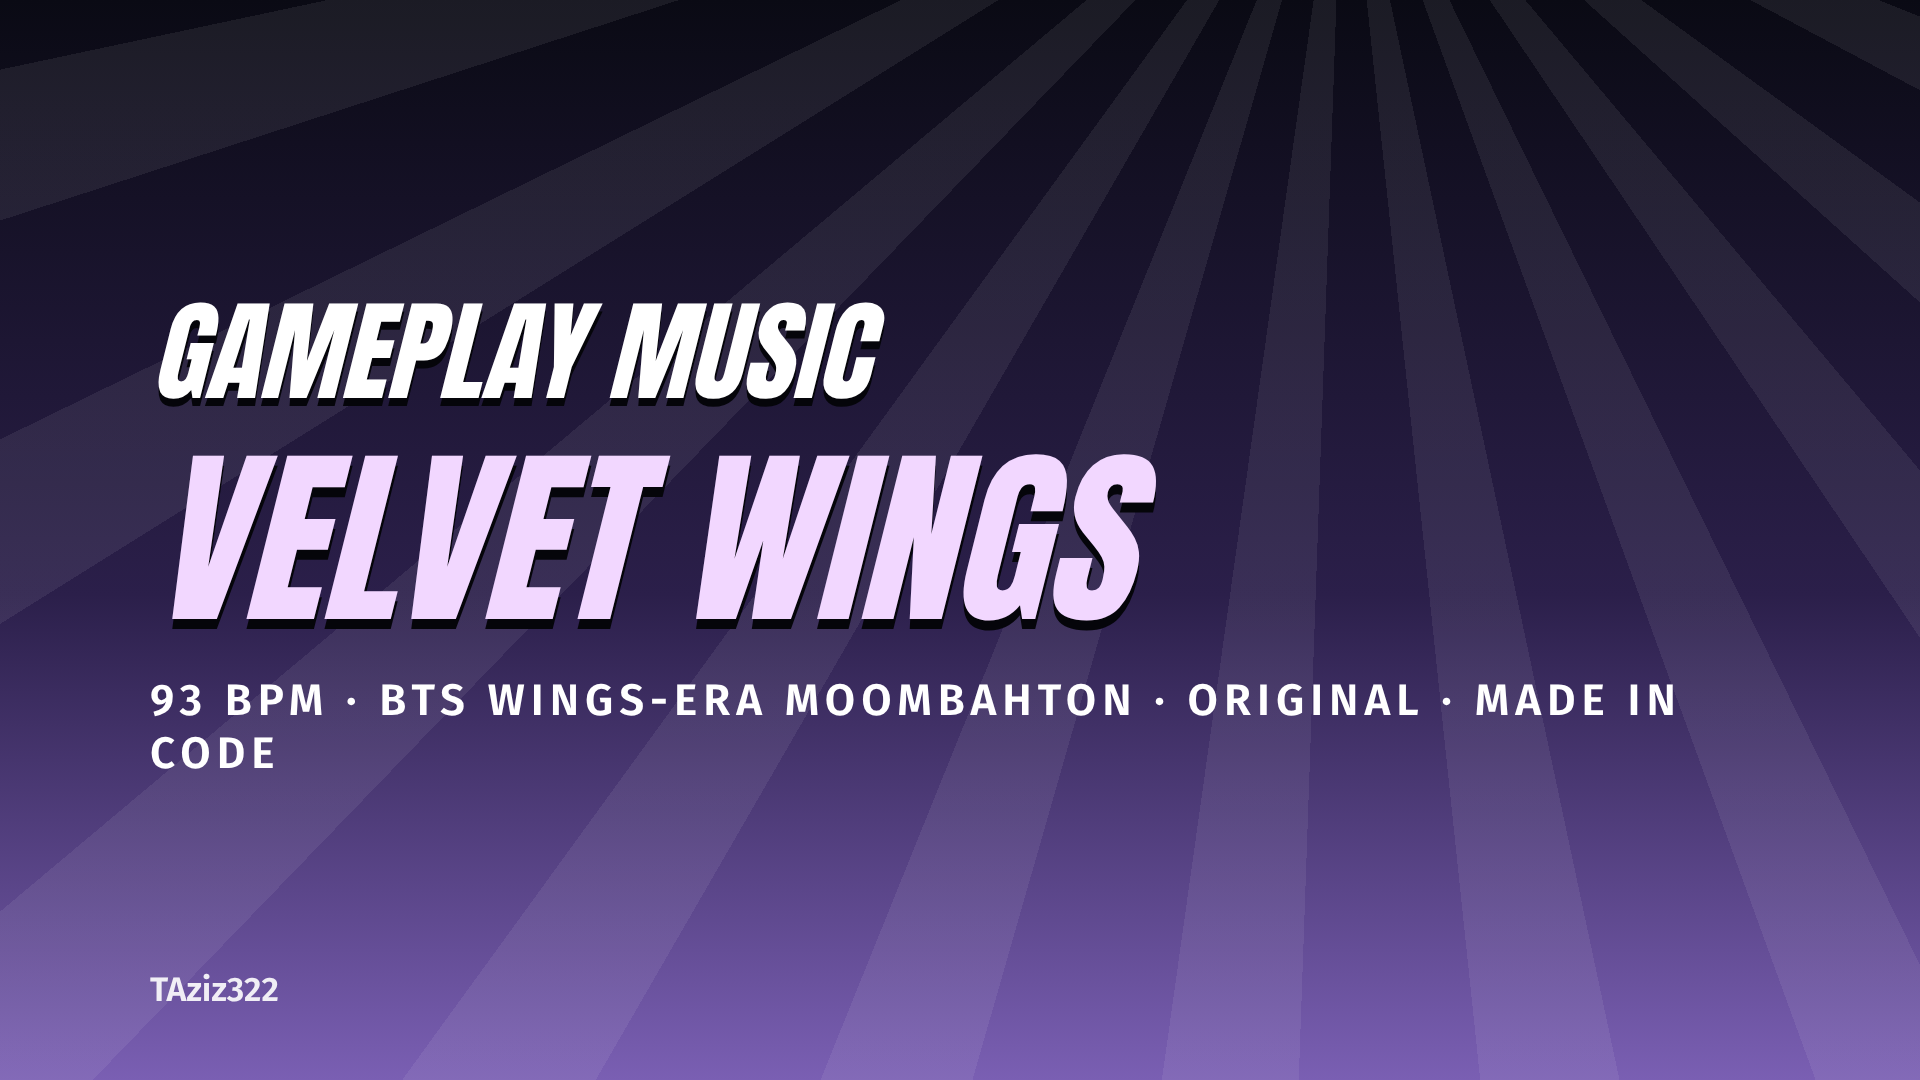 GAMEPLAY MUSIC
VELVET WINGS
93 BPM · BTS WINGS-ERA MOOMBAHTON · ORIGINAL · MADE IN
CODE
TAziz322